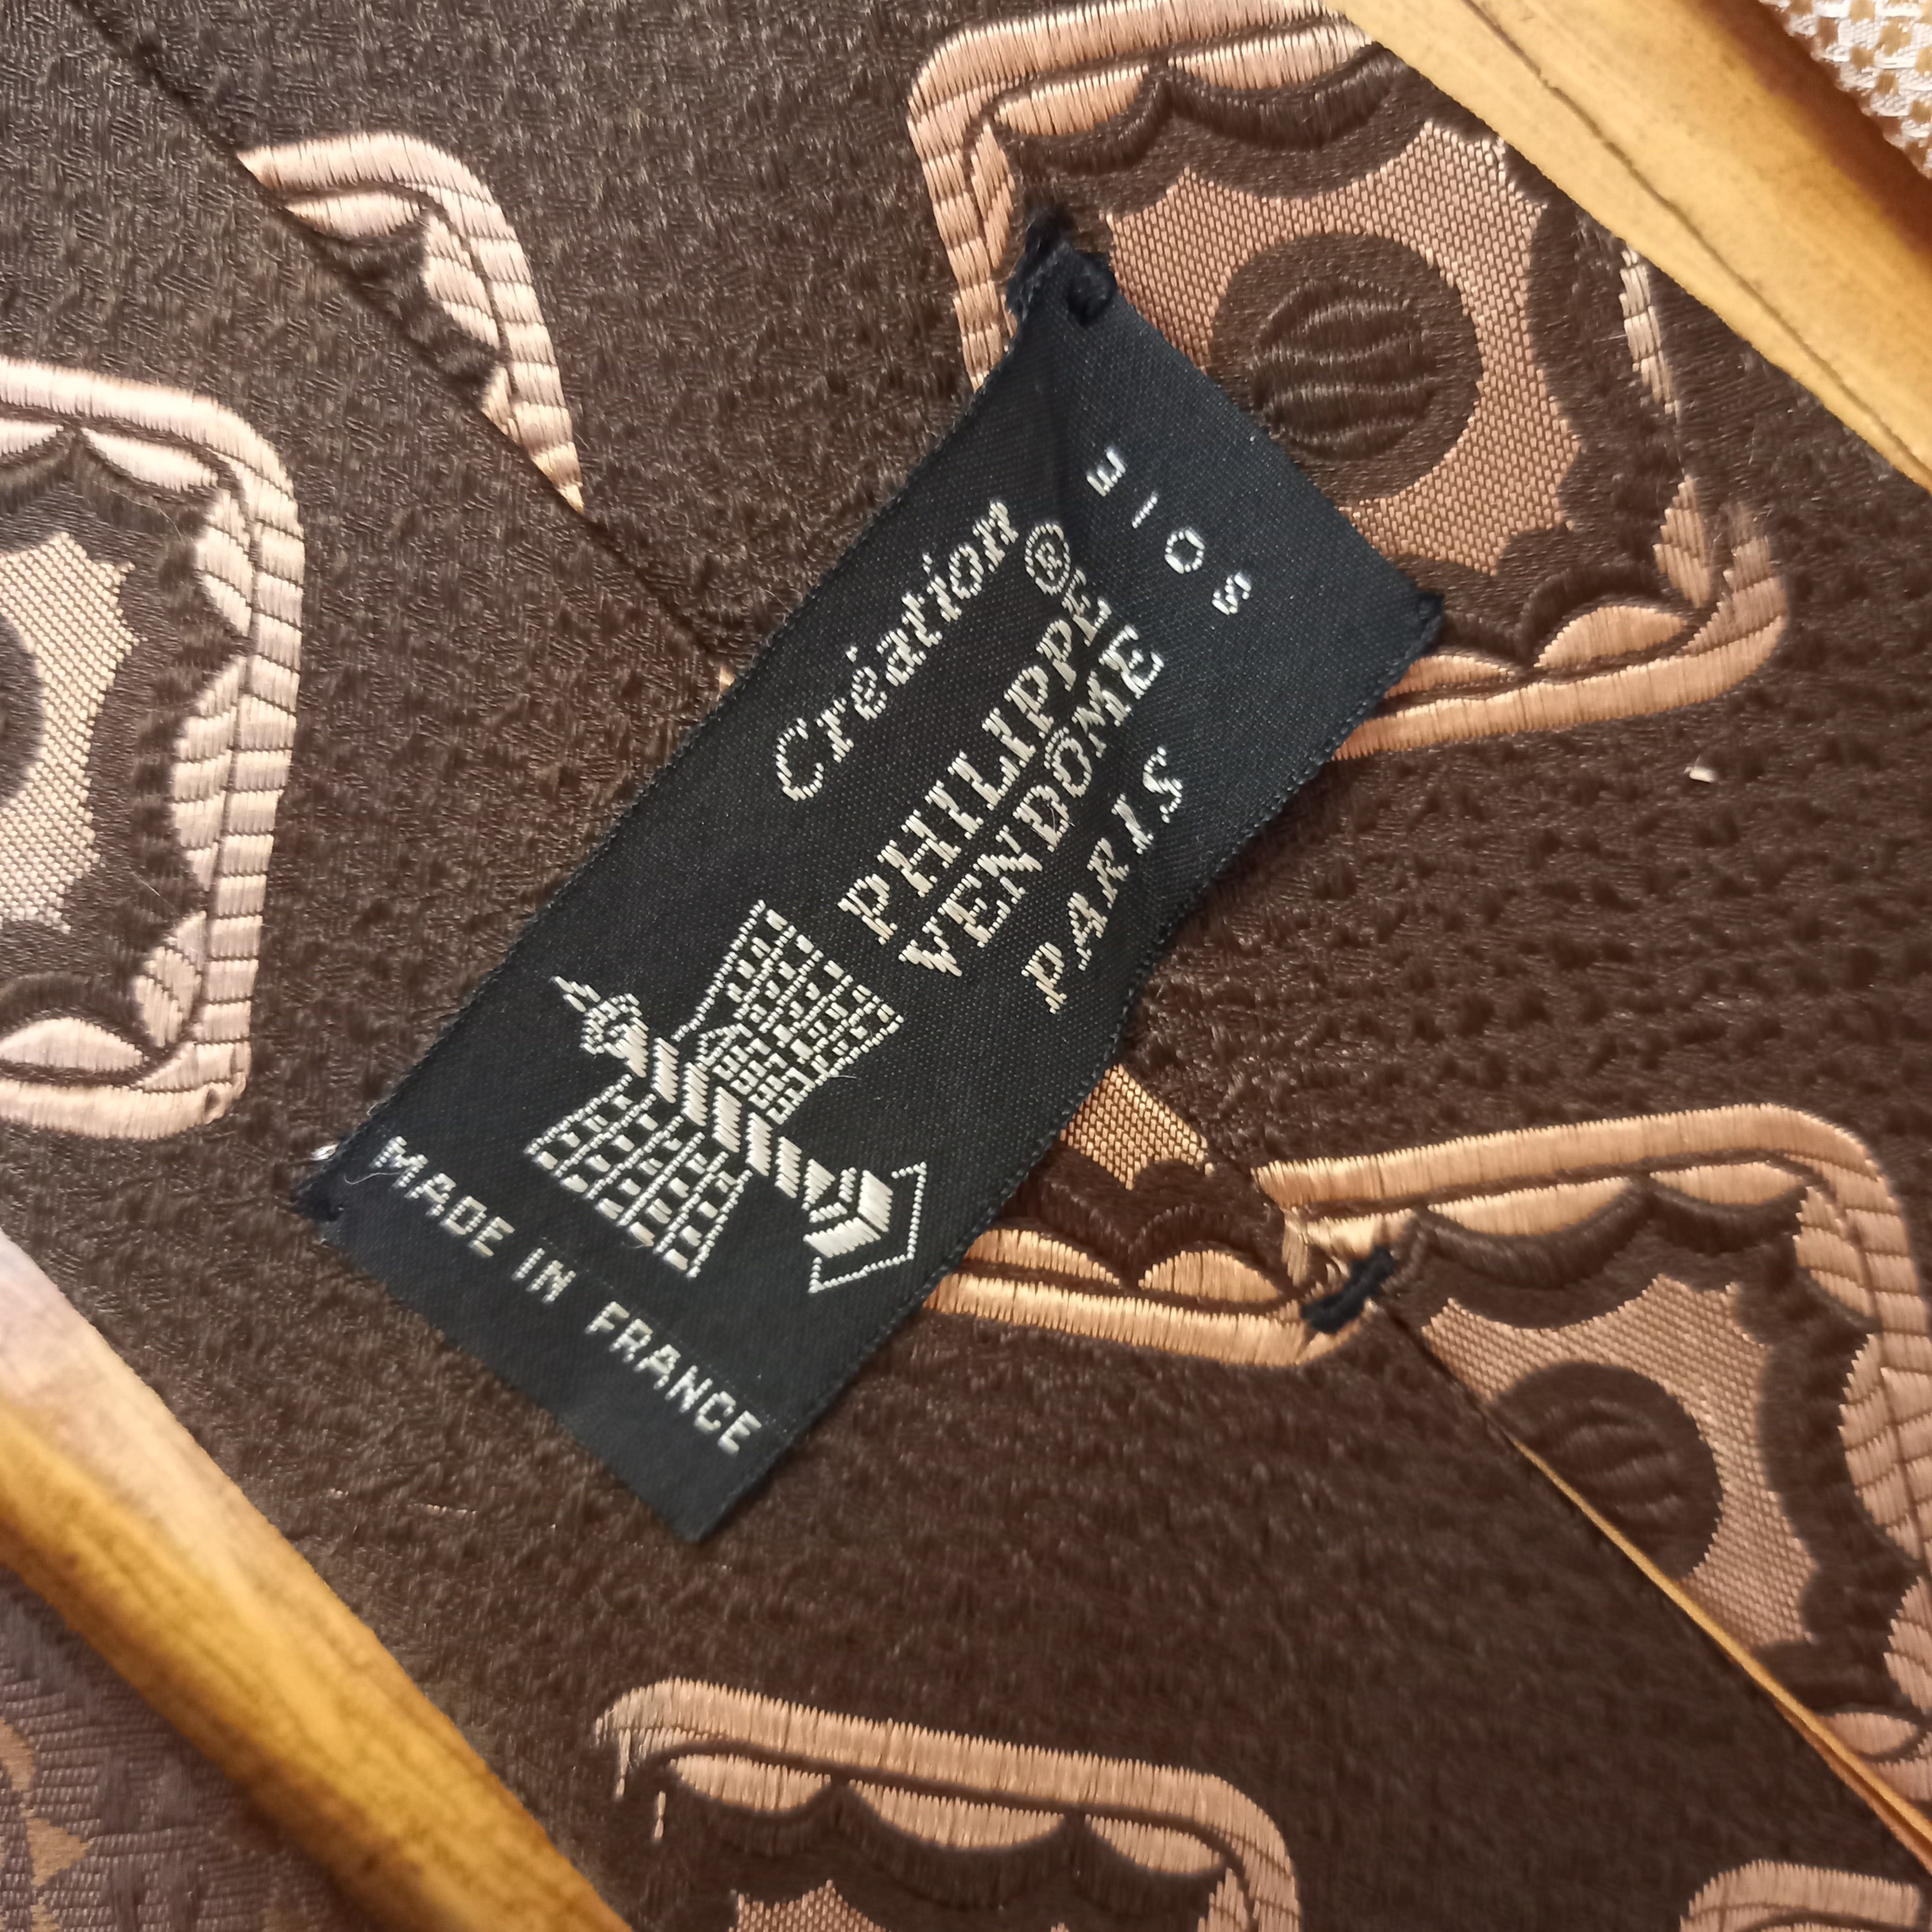 Création
PHILIPPE ®
VENDÔME
PARIS
SOIE
MADE IN FRANCE